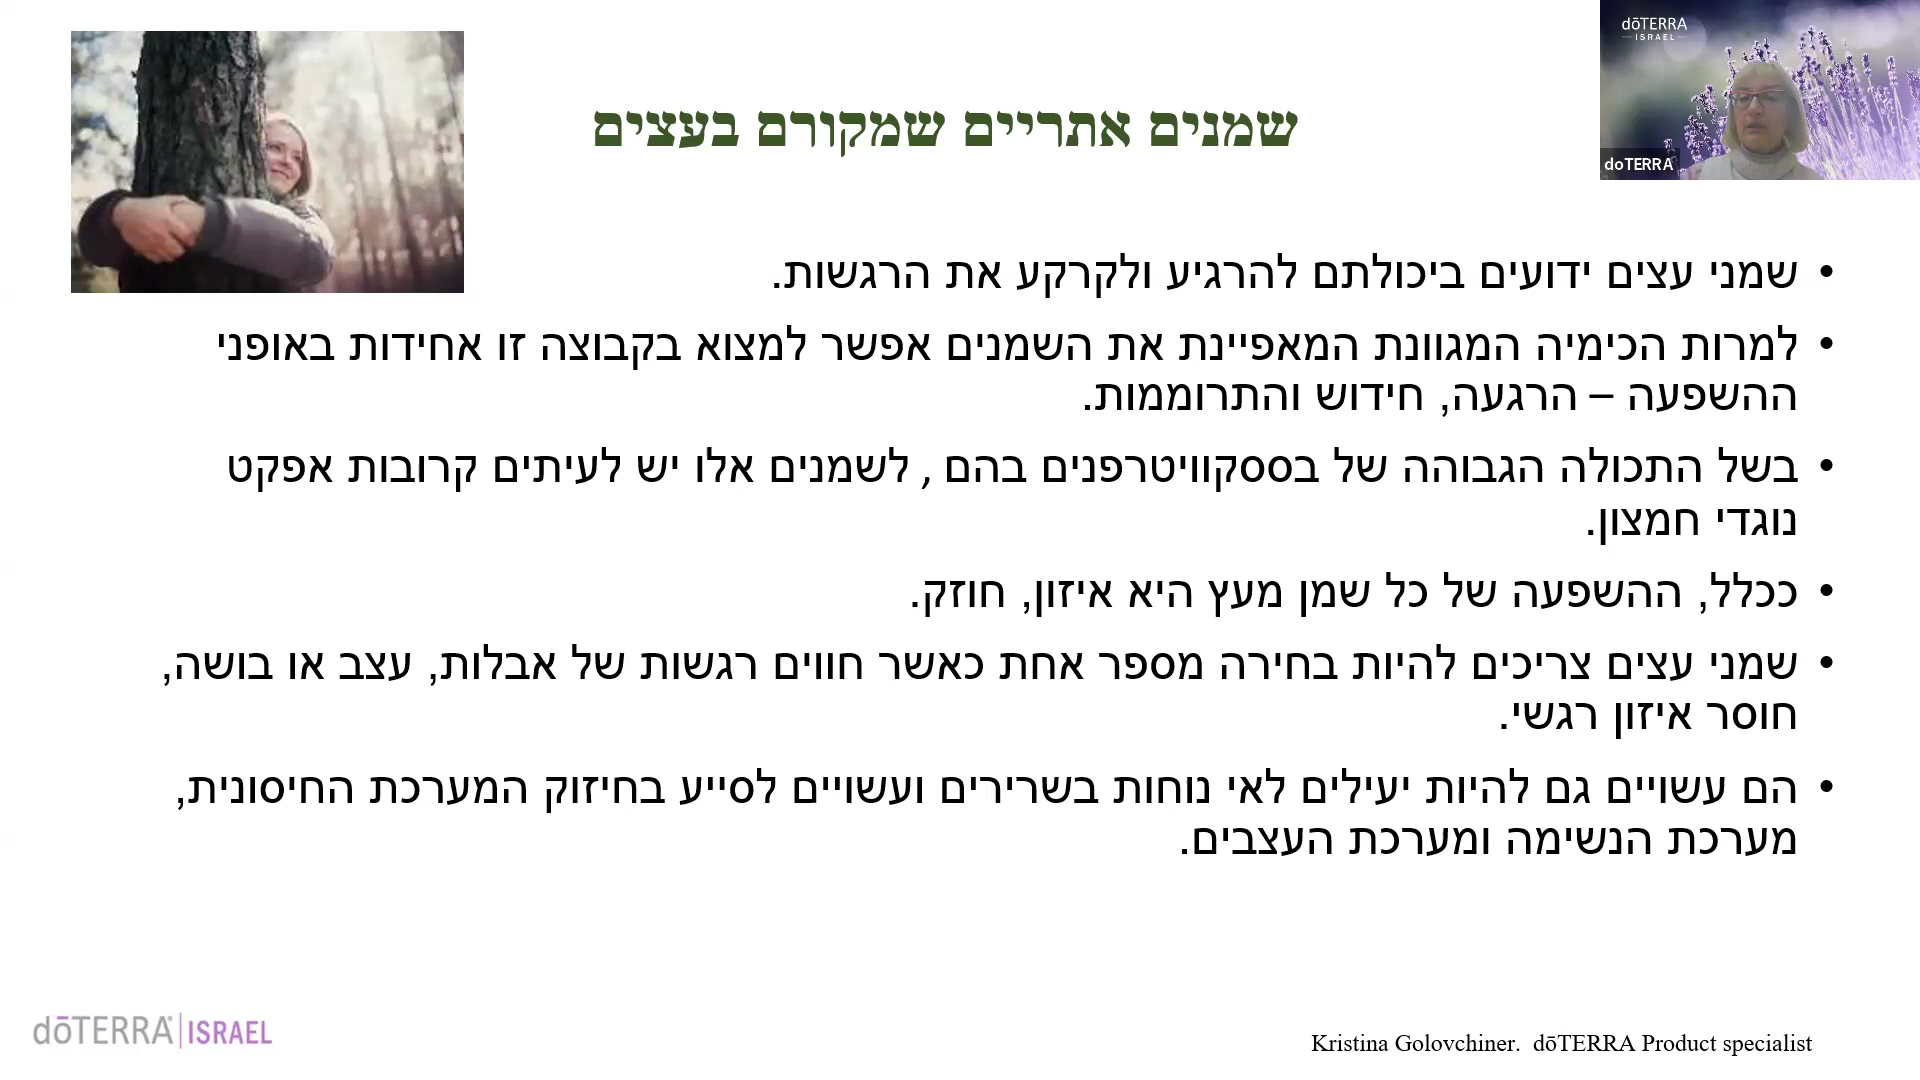 dōTERRA
ISRAEL
doTERRA
שמנים אתריים שמקורם בעצים
• שמני עצים ידועים ביכולתם להרגיע ולקרקע את הרגשות.
• למרות הכימיה המגוונת המאפיינת את השמנים אפשר למצוא בקבוצה זו אחידות באופני
ההשפעה – הרגעה, חידוש והתרוממות.
• בשל התכולה הגבוהה של בססקוויטרפנים בהם , לשמנים אלו יש לעיתים קרובות אפקט
נוגדי חמצון.
• ככלל, ההשפעה של כל שמן מעץ היא איזון, חוזק.
• שמני עצים צריכים להיות בחירה מספר אחת כאשר חווים רגשות של אבלות, עצב או בושה,
חוסר איזון רגשי.
• הם עשויים גם להיות יעילים לאי נוחות בשרירים ועשויים לסייע בחיזוק המערכת החיסונית,
מערכת הנשימה ומערכת העצבים.
dōTERRA | ISRAEL
Kristina Golovchiner. dōTERRA Product specialist